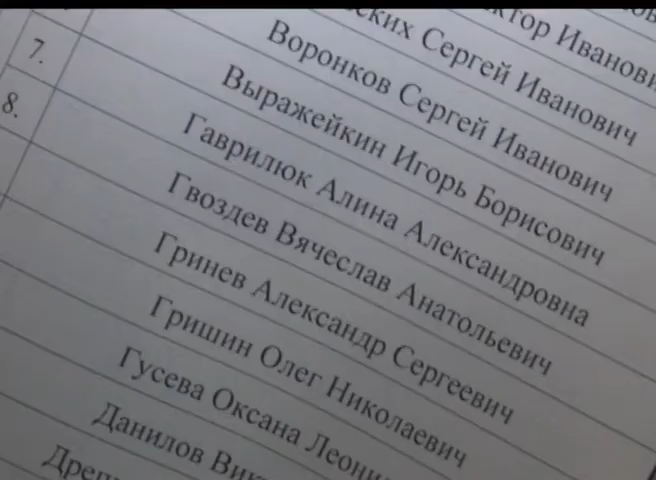 Иванович
Сергей Иванович
7. Воронков Сергей Иванович
8. Выражейкин Игорь Борисович
Гаврилюк Алина Александровна
Гвоздев Вячеслав Анатольевич
Гринев Александр Сергеевич
Гришин Олег Николаевич
Гусева Оксана
Данилов